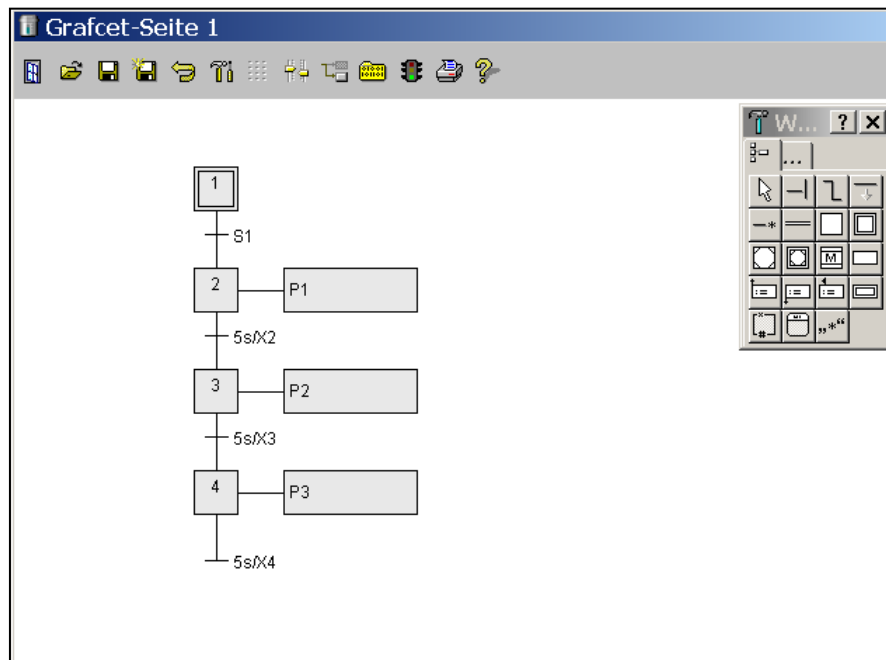 Grafcet-Seite 1
W... ?
...
1
S1
2 P1
5s/X2
3 P2
5s/X3
4 P3
5s/X4
M
:= := :=
„*“